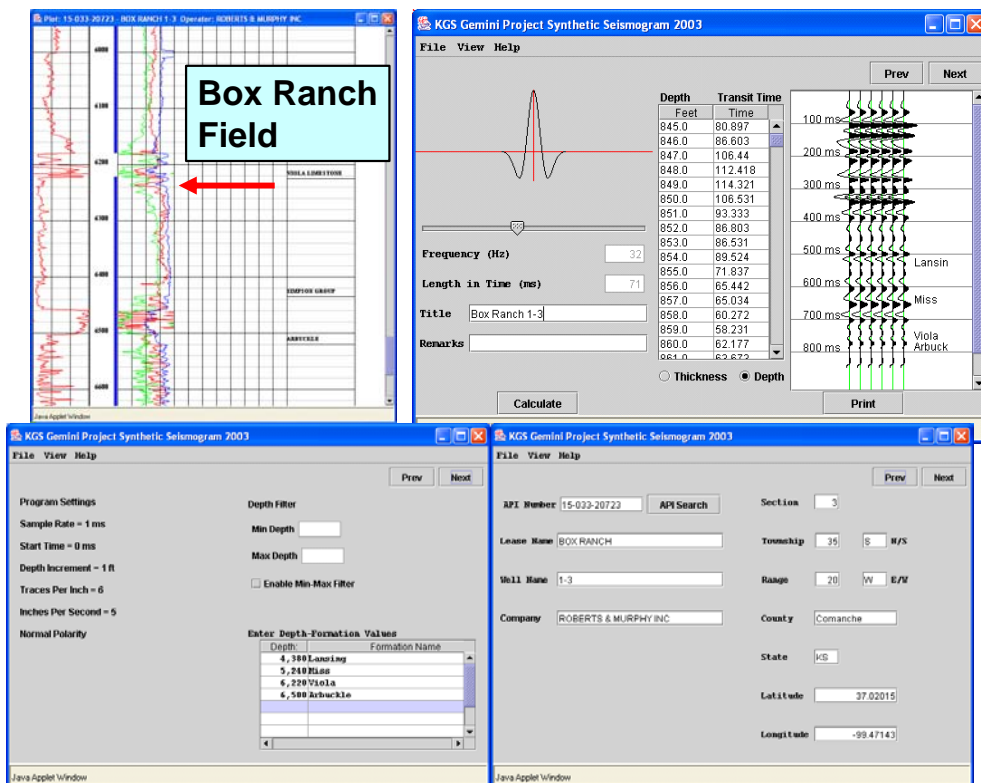 Plot: 15-033-20723 - BOX RANCH 1-3 Operator: ROBERTS & MURPHY INC
6000
6100
6200
6300
6400
6500
6600
VIOLA LIMESTONE
SIMPSON GROUP
ARBUCKLE
Box Ranch
Field
Java Applet Window
KGS Gemini Project Synthetic Seismogram 2003
File View Help
Prev Next
Depth Transit Time
Feet Time
845.0 80.897
846.0 86.603
847.0 106.44
848.0 112.418
849.0 114.321
850.0 106.531
851.0 93.333
852.0 86.803
853.0 86.531
854.0 89.524
855.0 71.837
856.0 65.442
857.0 65.034
858.0 60.272
859.0 58.231
860.0 62.177
861.0 63.673
Thickness Depth
Frequency (Hz) 32
Length in Time (ms) 71
Title Box Ranch 1-3
Remarks
Calculate
100 ms
200 ms
300 ms
400 ms
500 ms
600 ms
700 ms
800 ms
Lansin
Miss
Viola
Arbuck
Print
KGS Gemini Project Synthetic Seismogram 2003
File View Help
Prev Next
Program Settings
Sample Rate = 1 ms
Start Time = 0 ms
Depth Increment = 1 ft
Traces Per Inch = 6
Inches Per Second = 5
Normal Polarity
Depth Filter
Min Depth
Max Depth
Enable Min-Max Filter
Enter Depth-Formation Values
Depth: Formation Name
4,380 Lansing
5,240 Miss
6,220 Viola
6,500 Arbuckle
Java Applet Window
KGS Gemini Project Synthetic Seismogram 2003
File View Help
Prev Next
API Number 15-033-20723 API Search
Lease Name BOX RANCH
Well Name 1-3
Company ROBERTS & MURPHY INC
Section 3
Township 35 S N/S
Range 20 W E/W
County Comanche
State KS
Latitude 37.02015
Longitude -99.47143
Java Applet Window